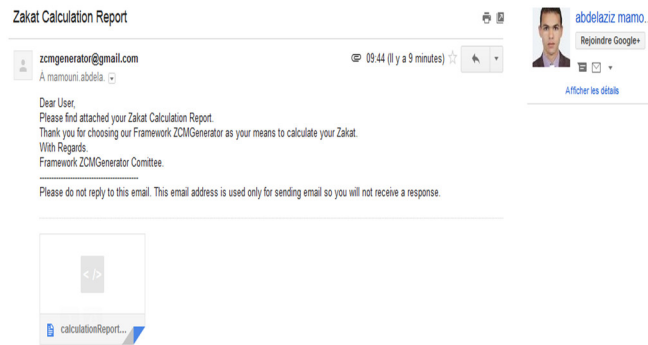 Zakat Calculation Report
zcmgenerator@gmail.com
09:44 (Il y a 9 minutes)
A mamouni.abdela.
Dear User,
Please find attached your Zakat Calculation Report.
Thank you for choosing our Framework ZCMGenerator as your means to calculate your Zakat.
With Regards.
Framework ZCMGenerator Comittee.
----------------------------------------
Please do not reply to this email. This email address is used only for sending email so you will not receive a response.
</>
calculationReport...
abdelaziz mamo..
Rejoindre Google+
Afficher les détails